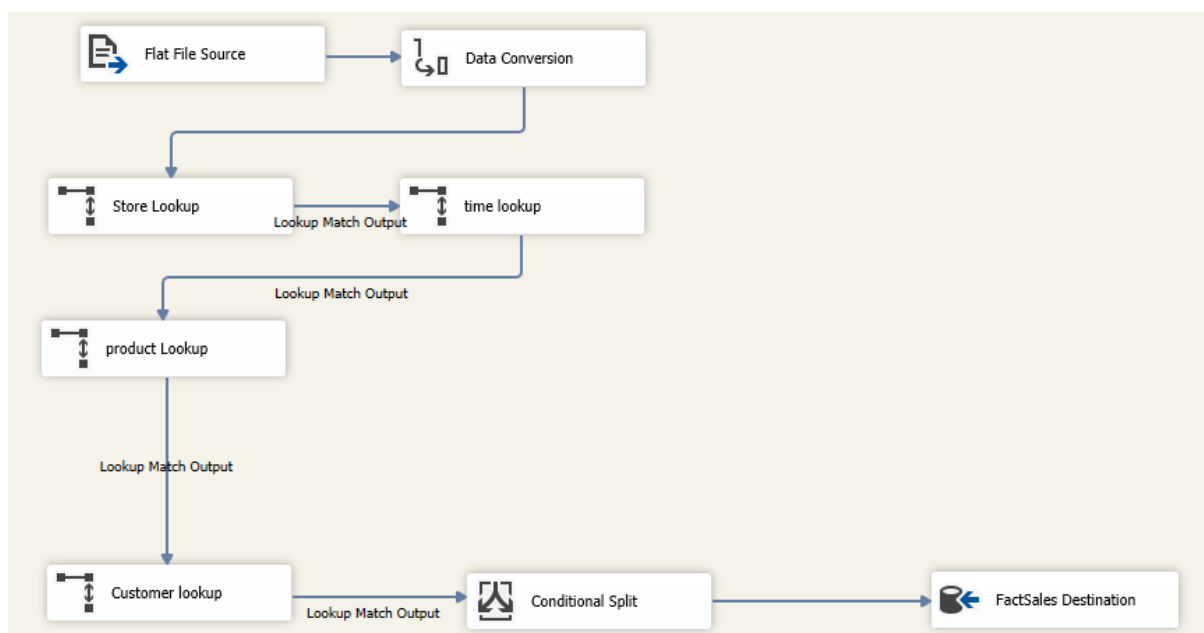 Flat File Source
Data Conversion
Store Lookup
Lookup Match Output
time lookup
Lookup Match Output
product Lookup
Lookup Match Output
Customer lookup
Lookup Match Output
Conditional Split
FactSales Destination